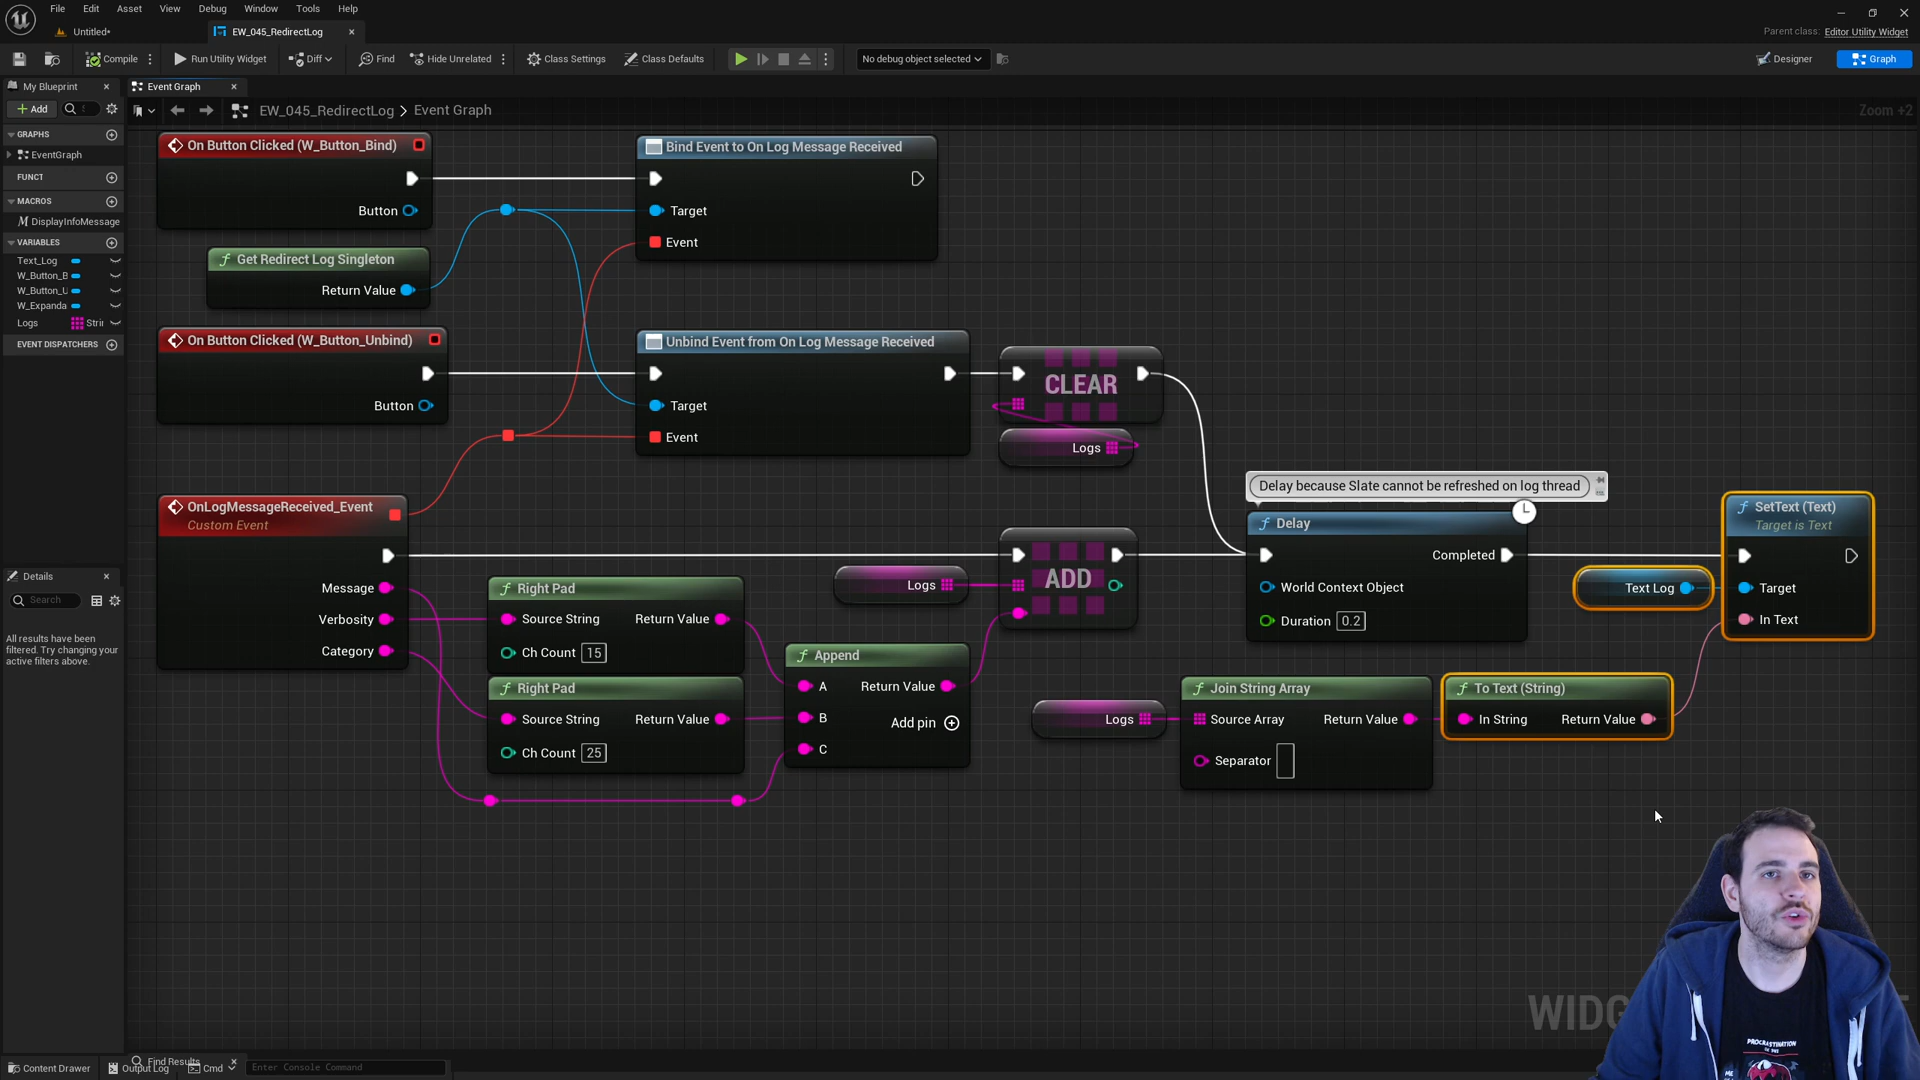 File Edit Asset View Debug Window Tools Help
Untitled*
EW_045_RedirectLog
Parent class: Editor Utility Widget
Compile
Run Utility Widget
Diff
Find
Hide Unrelated
Class Settings
Class Defaults
No debug object selected
Designer
Graph
My Blueprint
Event Graph
Add
EW_045_RedirectLog > Event Graph
Zoom +2
GRAPHS
EventGraph
FUNCT
MACROS
DisplayInfoMessage
VARIABLES
Text_Log
W_Button_B
W_Button_U
W_Expanda
Logs Strir
EVENT DISPATCHERS
Details
Search
All results have been
filtered. Try changing your
active filters above.
On Button Clicked (W_Button_Bind)
Button
Get Redirect Log Singleton
Return Value
Bind Event to On Log Message Received
Target
Event
On Button Clicked (W_Button_Unbind)
Button
Unbind Event from On Log Message Received
Target
Event
CLEAR
Logs
OnLogMessageReceived_Event
Custom Event
Message
Verbosity
Category
Right Pad
Source String Return Value
Ch Count 15
Right Pad
Source String Return Value
Ch Count 25
Logs
ADD
Append
A Return Value
B Add pin
C
Delay because Slate cannot be refreshed on log thread
Delay
Completed
World Context Object
Duration 0.2
Logs
Join String Array
Source Array Return Value
Separator
To Text (String)
In String Return Value
Text Log
SetText (Text)
Target is Text
Target
In Text
PROCRASTINATION
Content Drawer
Find Results
Output Log
Cmd
Enter Console Command